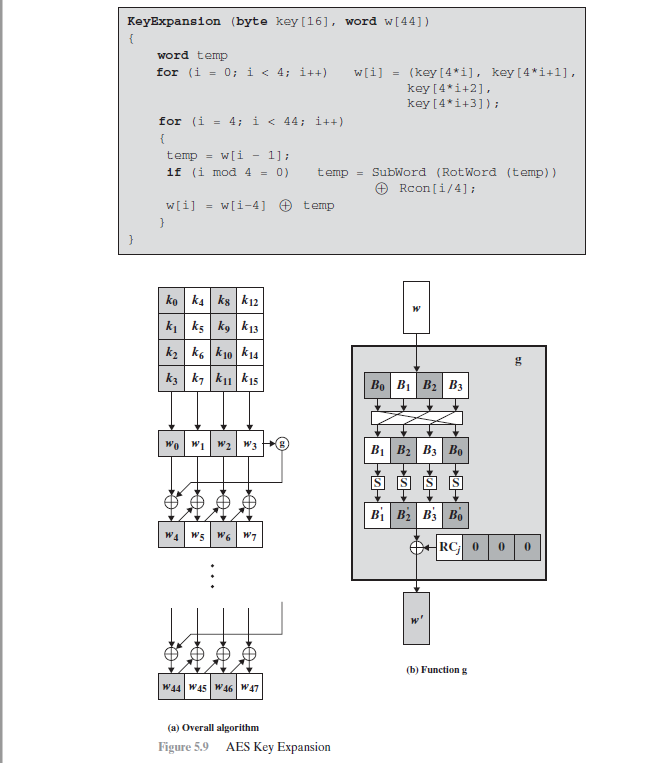 KeyExpansion (byte key[16], word w[44])
{
word temp
for (i = 0; i < 4; i++) w[i] = (key[4*i], key[4*i+1],
key[4*i+2],
key[4*i+3]);
for (i = 4; i < 44; i++)
{
temp = w[i - 1];
if (i mod 4 = 0) temp = SubWord (RotWord (temp))
⊕ Rcon[i/4];
w[i] = w[i-4] ⊕ temp
}
}
k0 k4 k8 k12
k1 k5 k9 k13
k2 k6 k10 k14
k3 k7 k11 k15
w0 w1 w2 w3 g
w4 w5 w6 w7
w44 w45 w46 w47
(a) Overall algorithm
w
g
B0 B1 B2 B3
B1 B2 B3 B0
S S S S
B1' B2' B3' B0'
RCj 0 0 0
w'
(b) Function g
Figure 5.9 AES Key Expansion